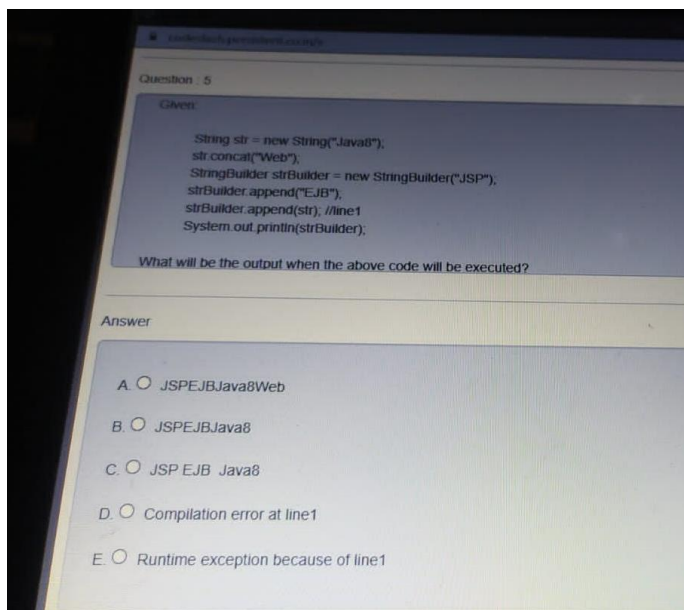 Question : 5
Given:
String str = new String("Java8");
str.concat("Web");
StringBuilder strBuilder = new StringBuilder("JSP");
strBuilder.append("EJB");
strBuilder.append(str); //line1
System.out.println(strBuilder);
What will be the output when the above code will be executed?
Answer
A. JSPEJBJava8Web
B. JSPEJBJava8
C. JSP EJB Java8
D. Compilation error at line1
E. Runtime exception because of line1